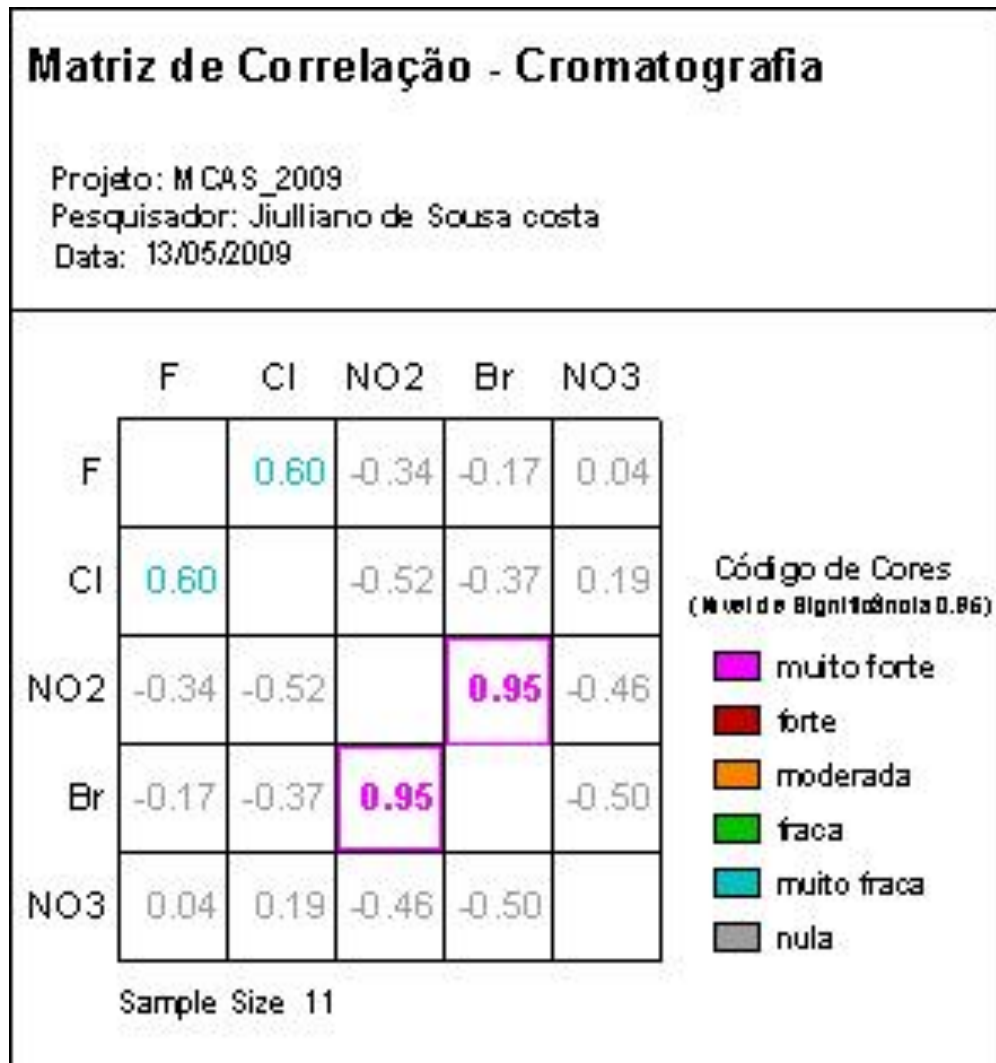 Matriz de Correlação - Cromatografia
Projeto: MCAS_2009
Pesquisador: Jiulliano de Sousa costa
Data: 13/05/2009
F Cl NO2 Br NO3
F 0.60 -0.34 -0.17 0.04
Cl 0.60 -0.52 -0.37 0.19
NO2 -0.34 -0.52 0.95 -0.46
Br -0.17 -0.37 0.95 -0.50
NO3 0.04 0.19 -0.46 -0.50
Código de Cores
(Nivel de Significância
muito forte
forte
moderada
fraca
muito fraca
nula
Sample Size 11